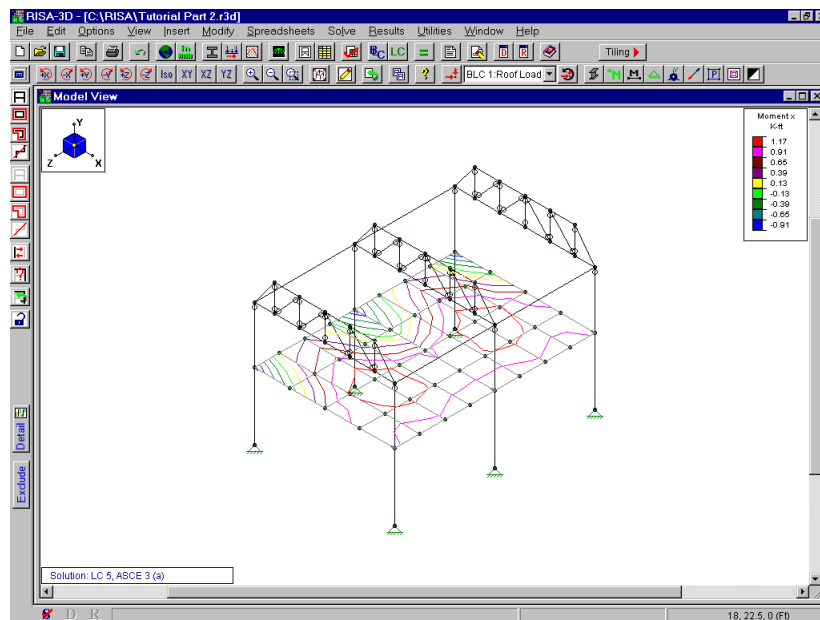 RISA-3D - [C:\RISA\Tutorial Part 2.r3d]
File Edit Options View Insert Modify Spreadsheets Solve Results Utilities Window Help
BC LC = D R Tiling
Iso XY XZ YZ ? BLC 1:Roof Load
Model View
Y
Z X
Moment x
K-ft
1.17
0.91
0.65
0.39
0.13
-0.13
-0.39
-0.65
-0.91
Detail
Exclude
Solution: LC 5, ASCE 3 (a)
D R
18, 22.5, 0 (Ft)